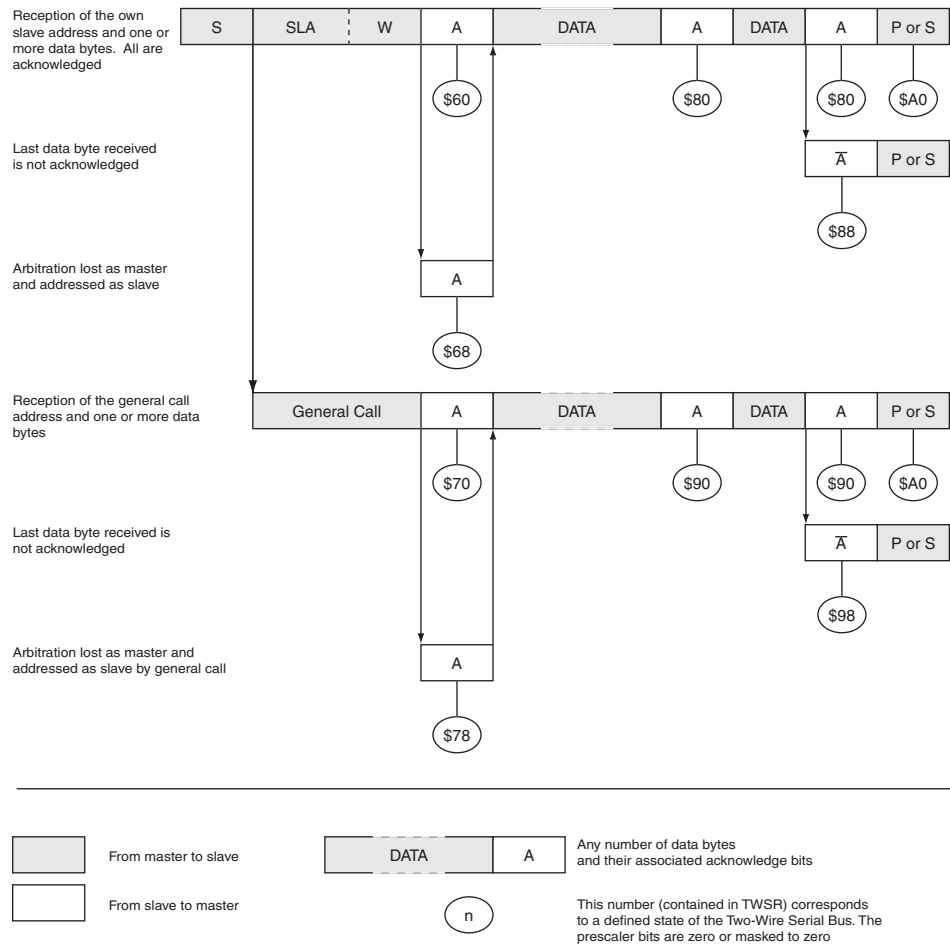 Reception of the own
slave address and one or
more data bytes. All are
acknowledged
S SLA W A DATA A DATA A P or S
$60 $80 $80 $A0
Last data byte received
is not acknowledged
A̅ P or S
$88
Arbitration lost as master
and addressed as slave
A
$68
Reception of the general call
address and one or more data
bytes
General Call A DATA A DATA A P or S
$70 $90 $90 $A0
Last data byte received is
not acknowledged
A̅ P or S
$98
Arbitration lost as master and
addressed as slave by general call
A
$78
From master to slave
DATA A
Any number of data bytes
and their associated acknowledge bits
From slave to master
n
This number (contained in TWSR) corresponds
to a defined state of the Two-Wire Serial Bus. The
prescaler bits are zero or masked to zero